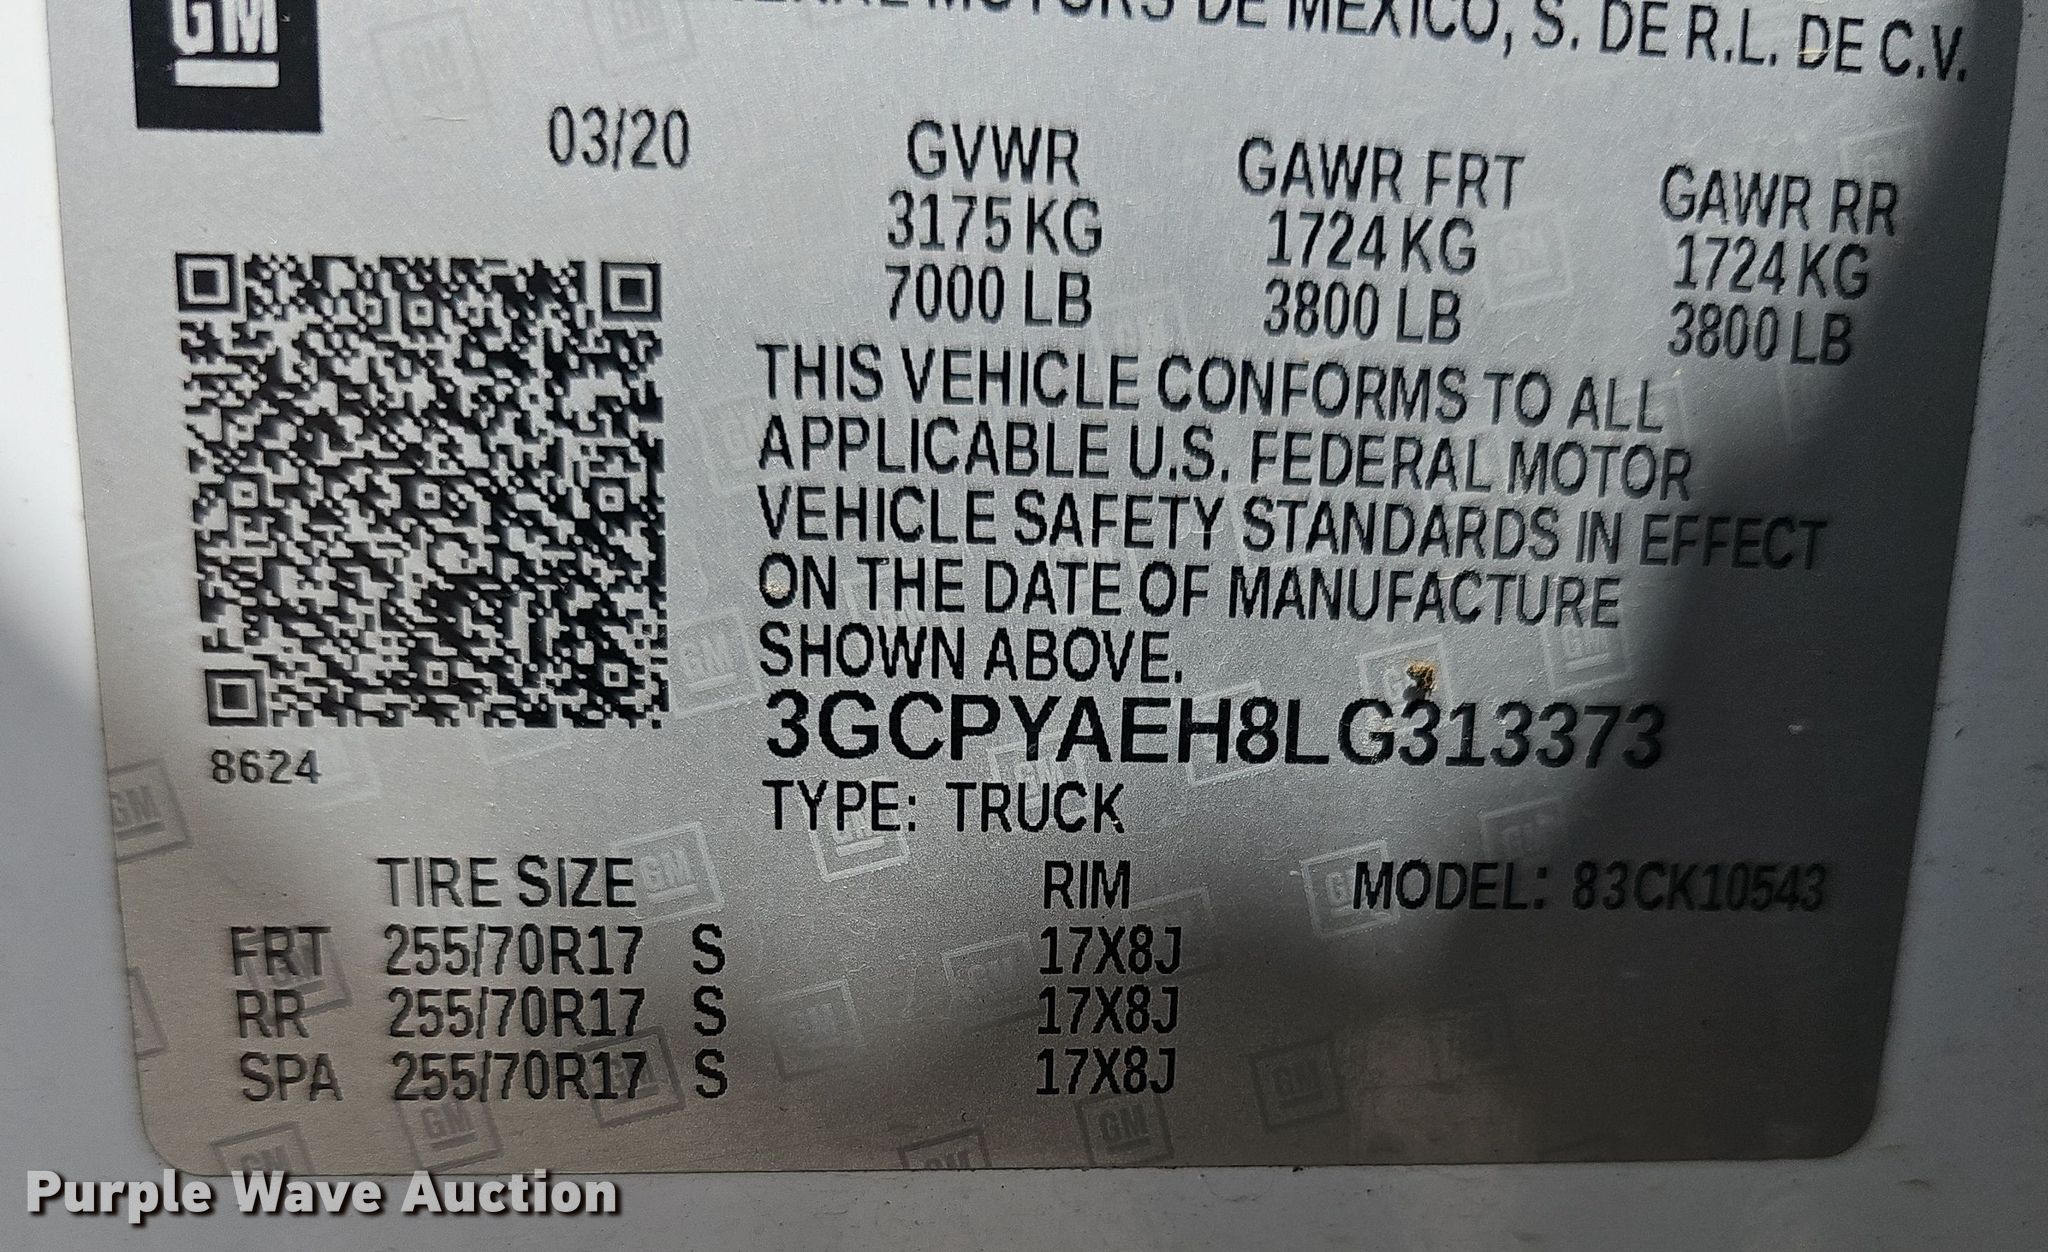 GM
MOTORS DE MEXICO, S. DE R.L. DE C.V.
03/20
GVWR GAWR FRT GAWR RR
3175 KG 1724 KG 1724 KG
7000 LB 3800 LB 3800 LB
THIS VEHICLE CONFORMS TO ALL
APPLICABLE U.S. FEDERAL MOTOR
VEHICLE SAFETY STANDARDS IN EFFECT
ON THE DATE OF MANUFACTURE
SHOWN ABOVE.
3GCPYAEH8LG313373
8624
TYPE: TRUCK
TIRE SIZE RIM MODEL: 83CK10543
FRT 255/70R17 S 17X8J
RR 255/70R17 S 17X8J
SPA 255/70R17 S 17X8J
Purple Wave Auction